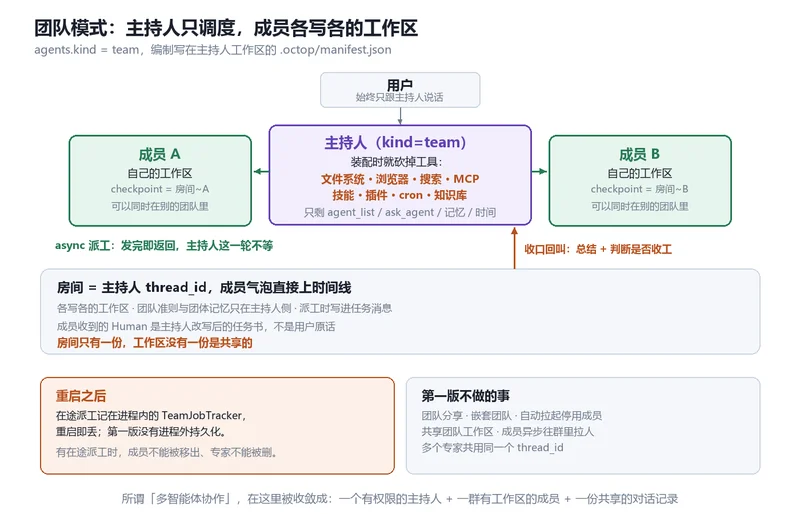 团队模式：主持人只调度，成员各写各的工作区
agents.kind = team，编制写在主持人工作区的 .octop/manifest.json
用户
始终只跟主持人说话
成员 A
自己的工作区
checkpoint = 房间~A
可以同时在别的团队里
主持人（kind=team）
装配时就砍掉工具：
文件系统・浏览器・搜索・MCP
技能・插件・cron・知识库
只剩 agent_list / ask_agent / 记忆 / 时间
成员 B
自己的工作区
checkpoint = 房间~B
可以同时在别的团队里
async 派工：发完即返回，主持人这一轮不等
收口回叫：总结 + 判断是否收工
房间 = 主持人 thread_id，成员气泡直接上时间线
各写各的工作区 · 团队准则与团体记忆只在主持人侧 · 派工时写进任务消息
成员收到的 Human 是主持人改写后的任务书，不是用户原话
房间只有一份，工作区没有一份是共享的
重启之后
在途派工记在进程内的 TeamJobTracker，
重启即丢；第一版没有进程外持久化。
有在途派工时，成员不能被移出、专家不能被删。
第一版不做的事
团队分享 · 嵌套团队 · 自动拉起停用成员
共享团队工作区 · 成员异步往群里拉人
多个专家共用同一个 thread_id
所谓「多智能体协作」，在这里被收敛成：一个有权限的主持人 + 一群有工作区的成员 + 一份共享的对话记录